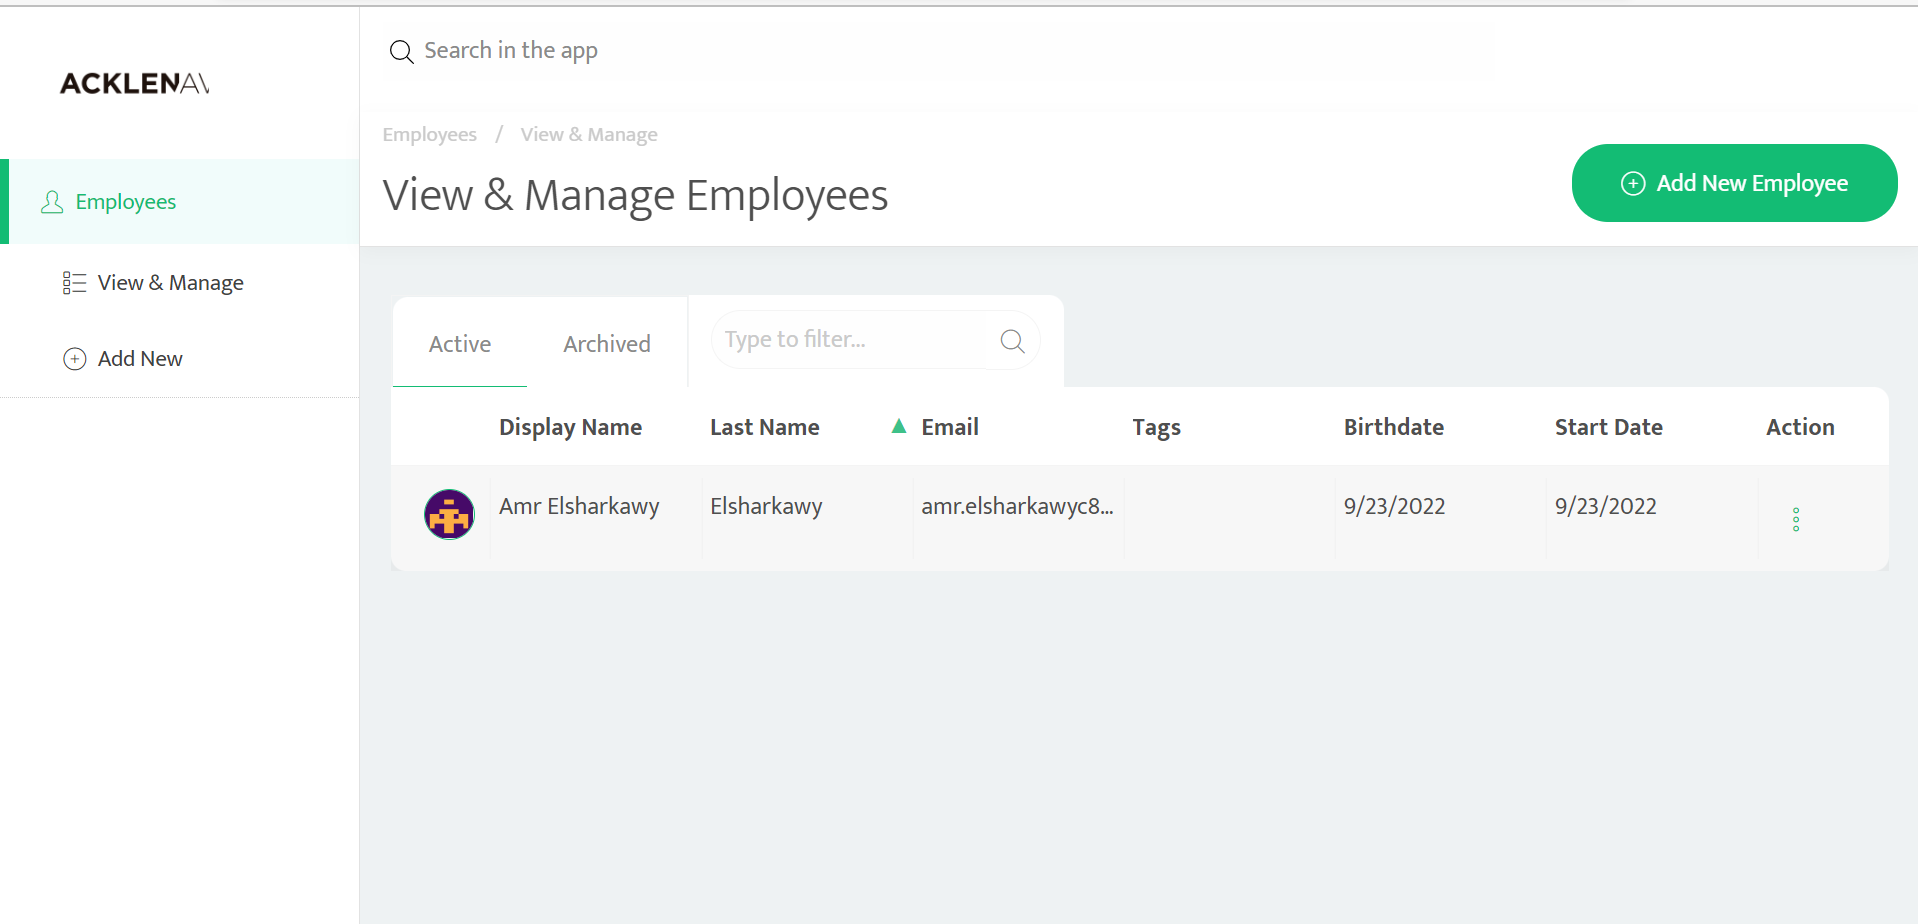 ACKLENAV
Search in the app
Employees / View & Manage
View & Manage Employees
Add New Employee
Employees
View & Manage
Add New
Active
Archived
Type to filter...
Display Name Last Name ▲ Email Tags Birthdate Start Date Action
Amr Elsharkawy Elsharkawy amr.elsharkawyc8... 9/23/2022 9/23/2022